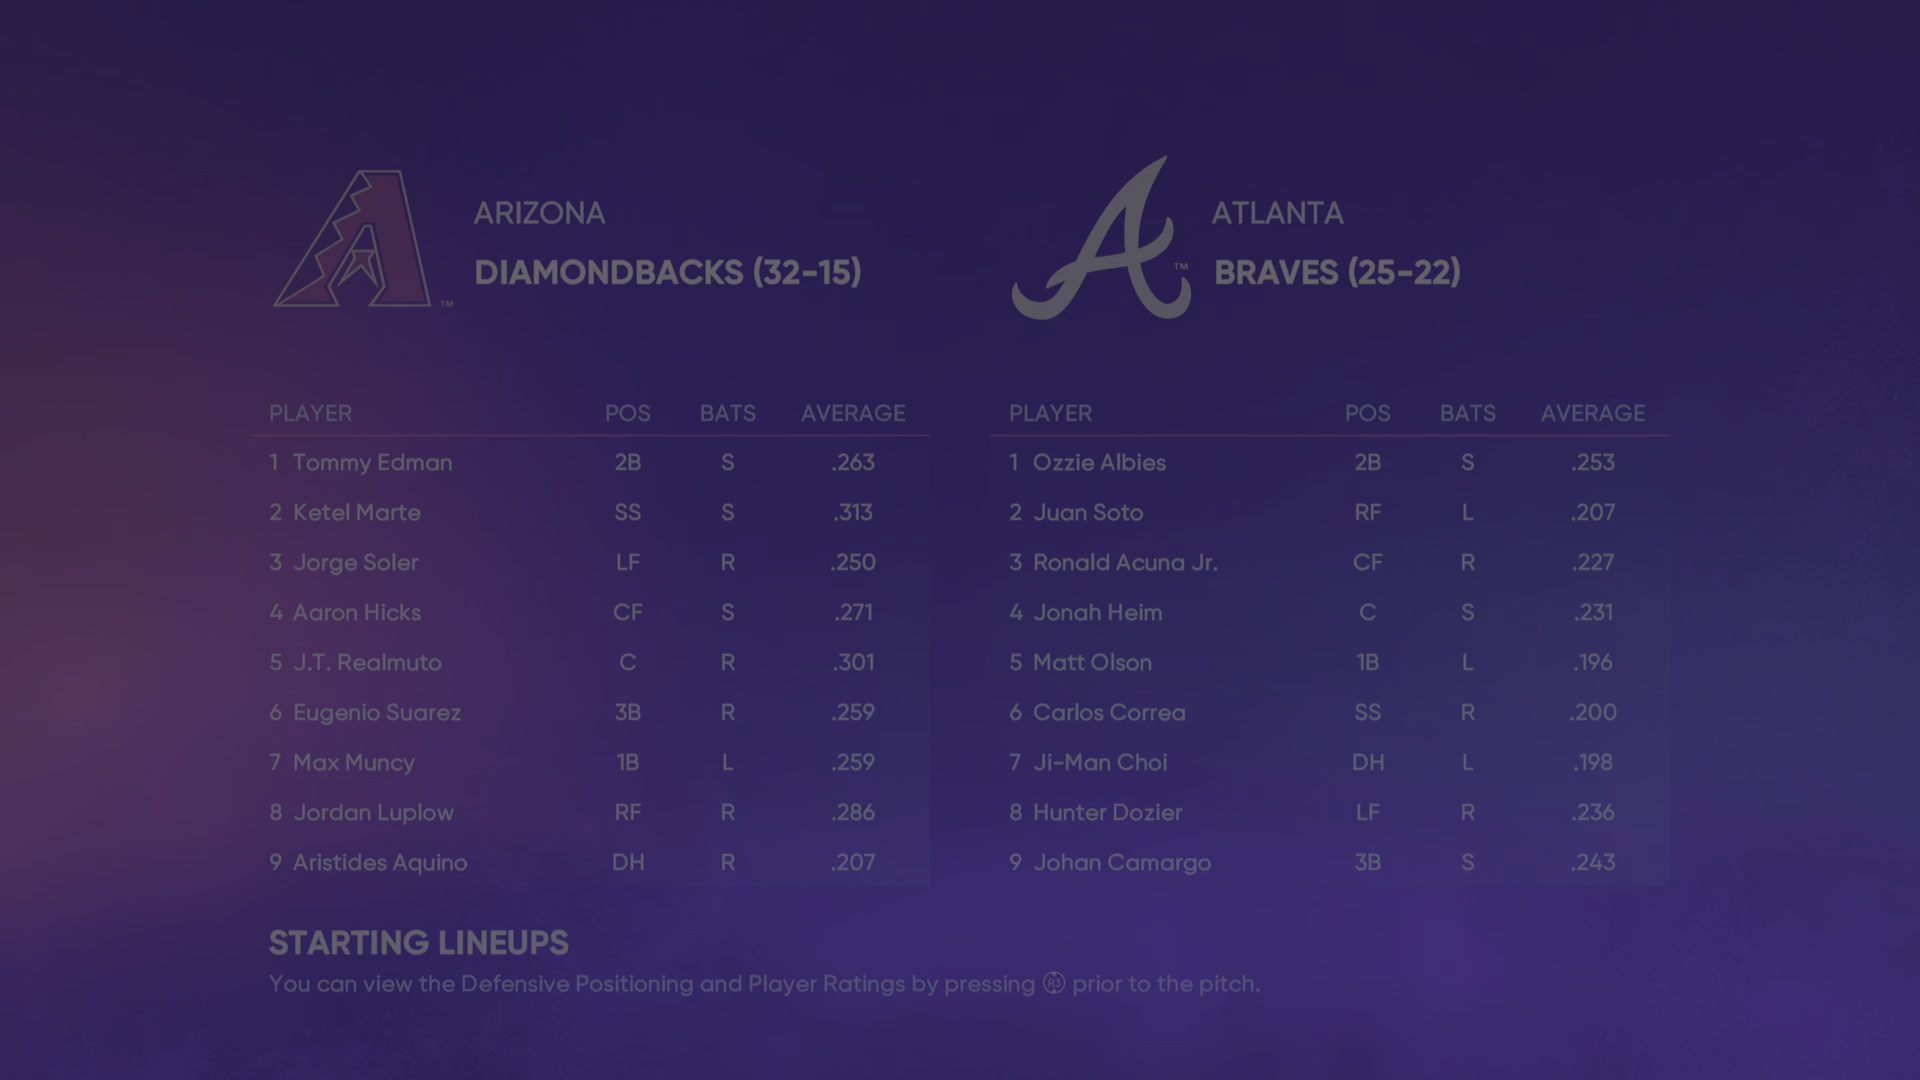 ARIZONA
DIAMONDBACKS (32-15)
TM
ATLANTA
BRAVES (25-22)
TM
PLAYER POS BATS AVERAGE
1 Tommy Edman 2B S .263
2 Ketel Marte SS S .313
3 Jorge Soler LF R .250
4 Aaron Hicks CF S .271
5 J.T. Realmuto C R .301
6 Eugenio Suarez 3B R .259
7 Max Muncy 1B L .259
8 Jordan Luplow RF R .286
9 Aristides Aquino DH R .207
PLAYER POS BATS AVERAGE
1 Ozzie Albies 2B S .253
2 Juan Soto RF L .207
3 Ronald Acuna Jr. CF R .227
4 Jonah Heim C S .231
5 Matt Olson 1B L .196
6 Carlos Correa SS R .200
7 Ji-Man Choi DH L .198
8 Hunter Dozier LF R .236
9 Johan Camargo 3B S .243
STARTING LINEUPS
You can view the Defensive Positioning and Player Ratings by pressing R3 prior to the pitch.